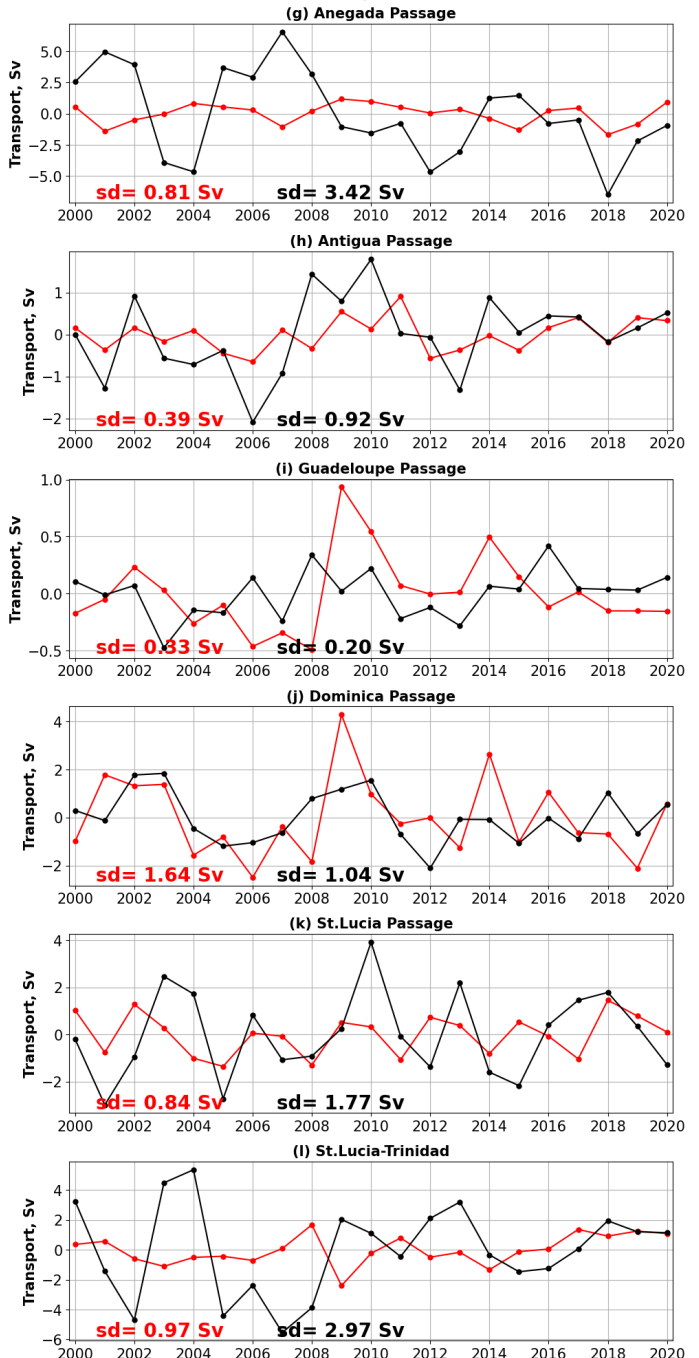 (g) Anegada Passage
Transport, Sv
5.0
2.5
0.0
−2.5
−5.0
sd= 0.81 Sv sd= 3.42 Sv
2000 2002 2004 2006 2008 2010 2012 2014 2016 2018 2020
(h) Antigua Passage
Transport, Sv
1
0
−1
−2
sd= 0.39 Sv sd= 0.92 Sv
2000 2002 2004 2006 2008 2010 2012 2014 2016 2018 2020
(i) Guadeloupe Passage
Transport, Sv
1.0
0.5
0.0
−0.5
sd= 0.33 Sv sd= 0.20 Sv
2000 2002 2004 2006 2008 2010 2012 2014 2016 2018 2020
(j) Dominica Passage
Transport, Sv
4
2
0
−2
sd= 1.64 Sv sd= 1.04 Sv
2000 2002 2004 2006 2008 2010 2012 2014 2016 2018 2020
(k) St.Lucia Passage
Transport, Sv
4
2
0
−2
sd= 0.84 Sv sd= 1.77 Sv
2000 2002 2004 2006 2008 2010 2012 2014 2016 2018 2020
(l) St.Lucia-Trinidad
Transport, Sv
4
2
0
−2
−4
−6
sd= 0.97 Sv sd= 2.97 Sv
2000 2002 2004 2006 2008 2010 2012 2014 2016 2018 2020